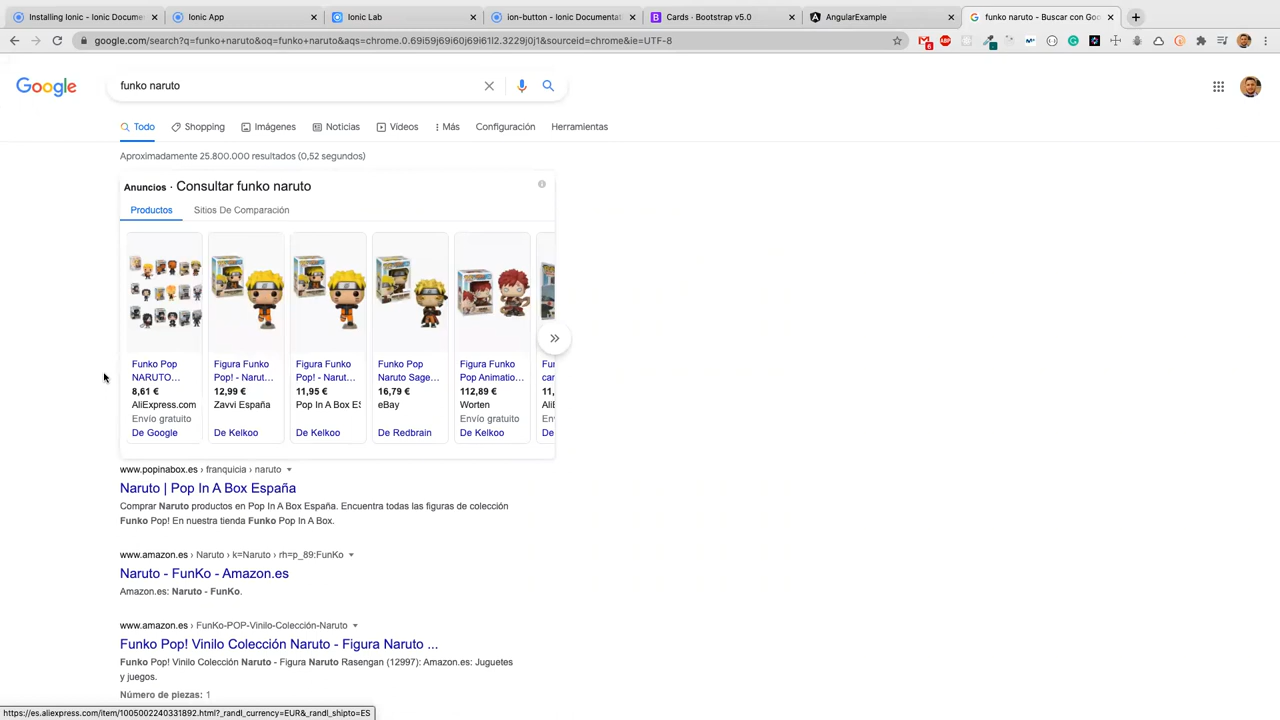 Installing Ionic - Ionic Docume
Ionic App
Ionic Lab
ion-button - Ionic Documentat
Cards · Bootstrap v5.0
AngularExample
funko naruto - Buscar con Goo
google.com/search?q=funko+naruto&oq=funko+naruto&aqs=chrome.0.69i59j69i60j69i61l2.3229j0j1&sourceid=chrome&ie=UTF-8
6
Google
funko naruto
Todo
Shopping
Imágenes
Noticias
Vídeos
Más
Configuración
Herramientas
Aproximadamente 25.800.000 resultados (0,52 segundos)
Anuncios · Consultar funko naruto
Productos
Sitios De Comparación
Funko Pop
NARUTO...
8,61 €
AliExpress.com
Envío gratuito
De Google
Figura Funko
Pop! - Narut...
12,99 €
Zavvi España
De Kelkoo
Figura Funko
Pop! - Narut...
11,95 €
Pop In A Box ES
De Kelkoo
Funko Pop
Naruto Sage...
16,79 €
eBay
De Redbrain
Figura Funko
Pop Animatio...
112,89 €
Worten
Envío gratuito
De Kelkoo
Fun
car
11,
Ali
De
www.popinabox.es › franquicia › naruto
Naruto | Pop In A Box España
Comprar Naruto productos en Pop In A Box España. Encuentra todas las figuras de colección
Funko Pop! En nuestra tienda Funko Pop In A Box.
www.amazon.es › Naruto › k=Naruto › rh=p_89:FunKo
Naruto - FunKo - Amazon.es
Amazon.es: Naruto - FunKo.
www.amazon.es › FunKo-POP-Vinilo-Colección-Naruto
Funko Pop! Vinilo Colección Naruto - Figura Naruto ...
Funko Pop! Vinilo Colección Naruto - Figura Naruto Rasengan (12997): Amazon.es: Juguetes
y juegos.
Número de piezas: 1
https://es.aliexpress.com/item/1005002240331892.html?_randl_currency=EUR&_randl_shipto=ES